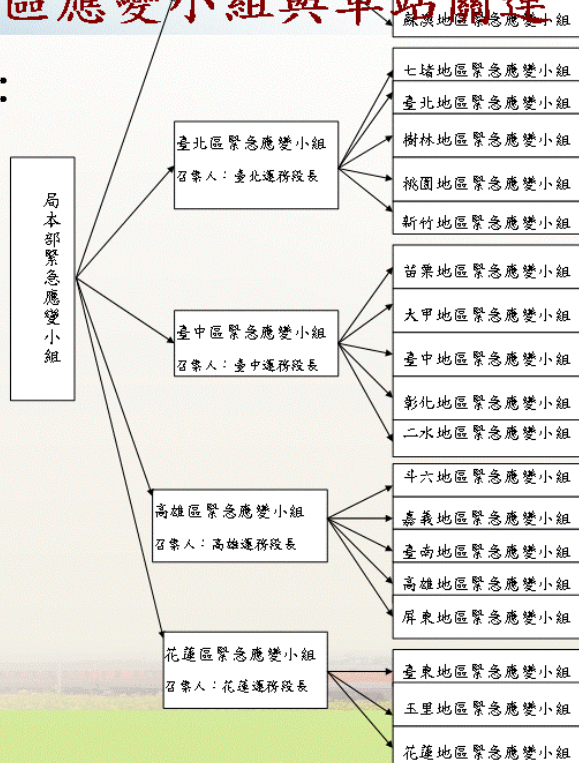 區應變小組與車站關連
:
蘇澳地區緊急應變小組
局本部緊急應變小組
臺北區緊急應變小組
召集人：臺北運務段長
七堵地區緊急應變小組
臺北地區緊急應變小組
樹林地區緊急應變小組
桃園地區緊急應變小組
新竹地區緊急應變小組
臺中區緊急應變小組
召集人：臺中運務段長
苗栗地區緊急應變小組
大甲地區緊急應變小組
臺中地區緊急應變小組
彰化地區緊急應變小組
二水地區緊急應變小組
高雄區緊急應變小組
召集人：高雄運務段長
斗六地區緊急應變小組
嘉義地區緊急應變小組
臺南地區緊急應變小組
高雄地區緊急應變小組
屏東地區緊急應變小組
花蓮區緊急應變小組
召集人：花蓮運務段長
臺東地區緊急應變小組
玉里地區緊急應變小組
花蓮地區緊急應變小組